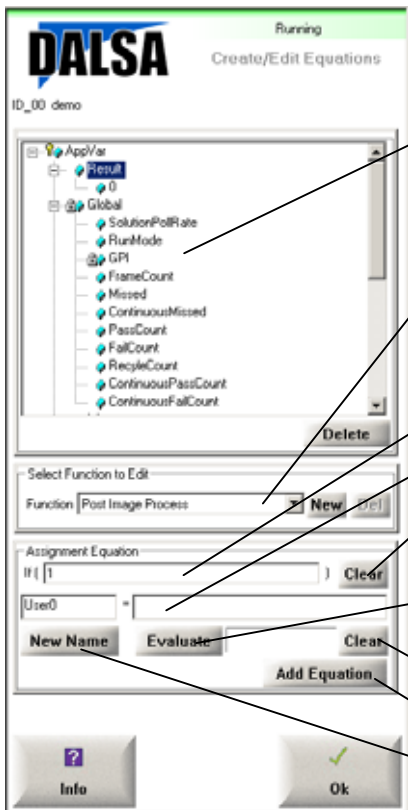 Running
DALSA
Create/Edit Equations
ID_00 demo
AppVar
Result
0
Global
SolutionPollRate
RunMode
GPI
FrameCount
Missed
ContinuousMissed
PassCount
FailCount
RecyleCount
ContinuousPassCount
ContinuousFailCount
Delete
Select Function to Edit
Function Post Image Process New Del
Assignment Equation
If ( 1 ) Clear
User0 =
New Name Evaluate Clear
Add Equation
? ✓
Info Ok